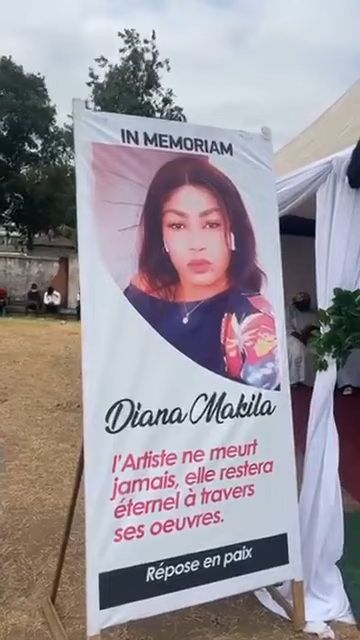 IN MEMORIAM
Diana Makila
l'Artiste ne meurt
jamais, elle restera
éternel à travers
ses oeuvres.
Répose en paix